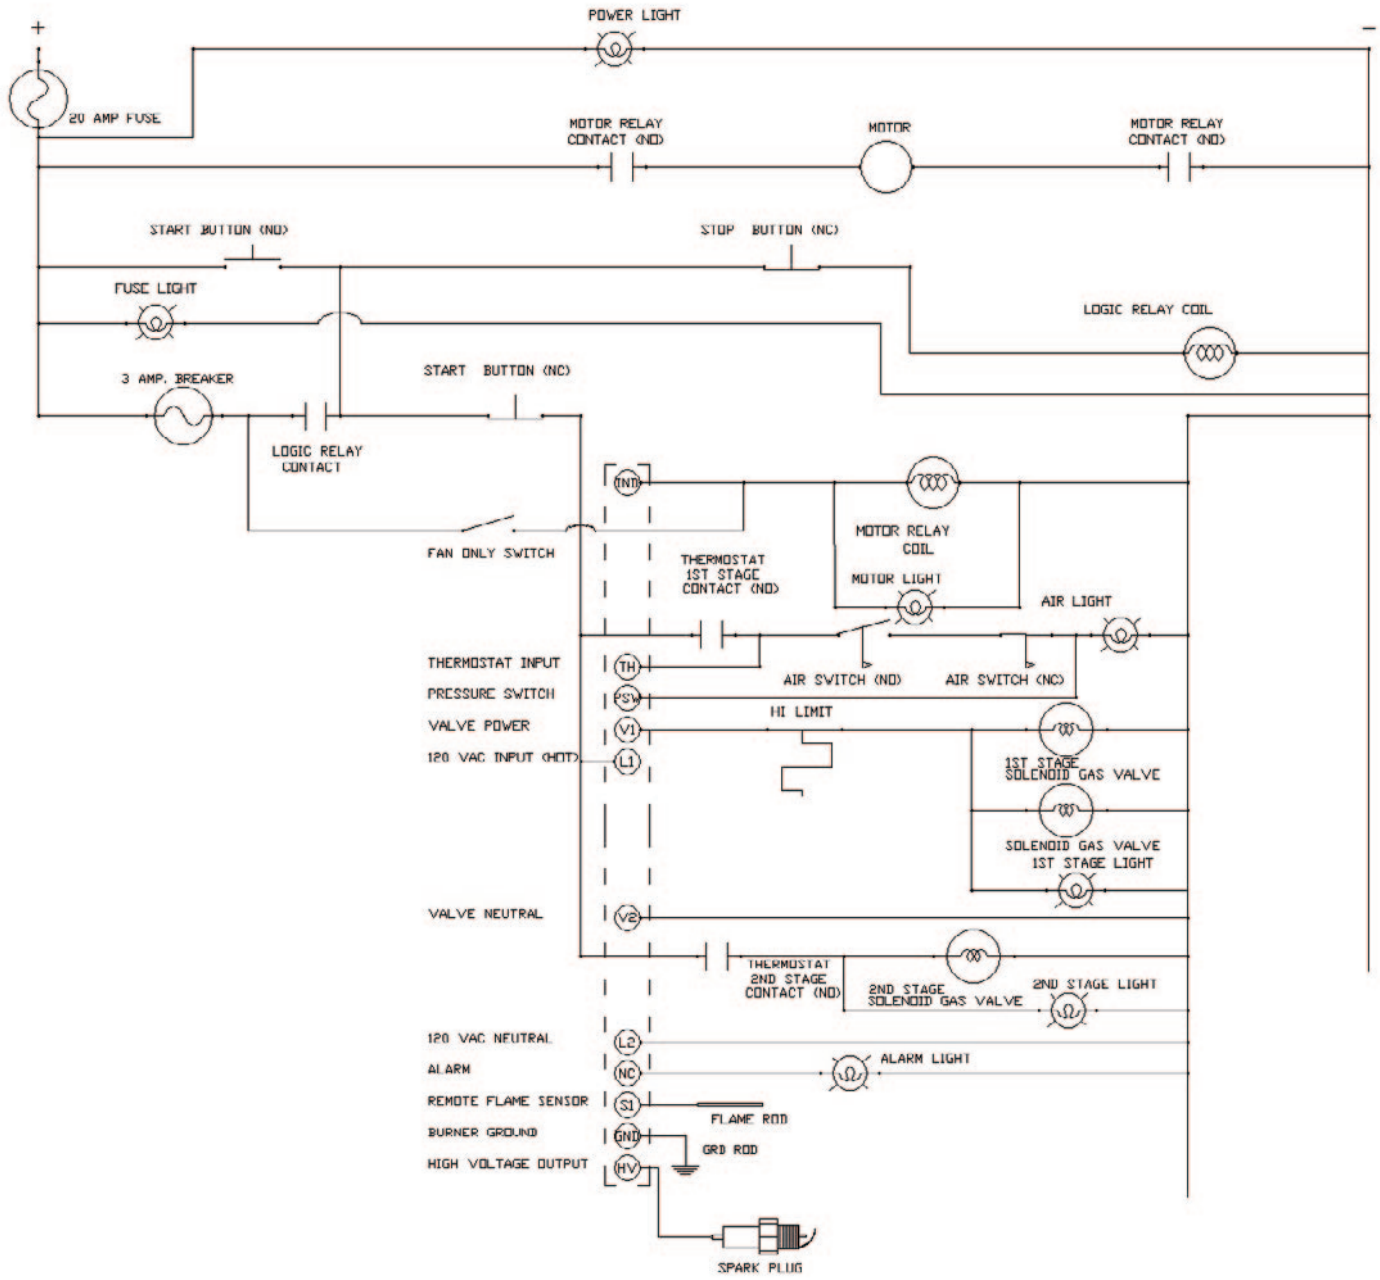 POWER LIGHT
+
-
20 AMP FUSE
MOTOR RELAY
CONTACT (NO)
MOTOR
MOTOR RELAY
CONTACT (NO)
START BUTTON (NO)
STOP BUTTON (NC)
FUSE LIGHT
LOGIC RELAY COIL
3 AMP. BREAKER
START BUTTON (NC)
LOGIC RELAY
CONTACT
IND
FAN ONLY SWITCH
MOTOR RELAY
COIL
THERMOSTAT
1ST STAGE
CONTACT (NO)
MOTOR LIGHT
AIR LIGHT
THERMOSTAT INPUT
TH
AIR SWITCH (NO)
AIR SWITCH (NC)
PRESSURE SWITCH
PSW
HI LIMIT
VALVE POWER
V1
120 VAC INPUT (HOT)
L1
1ST STAGE
SOLENOID GAS VALVE
SOLENOID GAS VALVE
1ST STAGE LIGHT
VALVE NEUTRAL
V2
THERMOSTAT
2ND STAGE
CONTACT (NO)
2ND STAGE
SOLENOID GAS VALVE
2ND STAGE LIGHT
120 VAC NEUTRAL
L2
ALARM
NC
ALARM LIGHT
REMOTE FLAME SENSOR
S1
FLAME ROD
BURNER GROUND
GND
GRD ROD
HIGH VOLTAGE OUTPUT
HV
SPARK PLUG